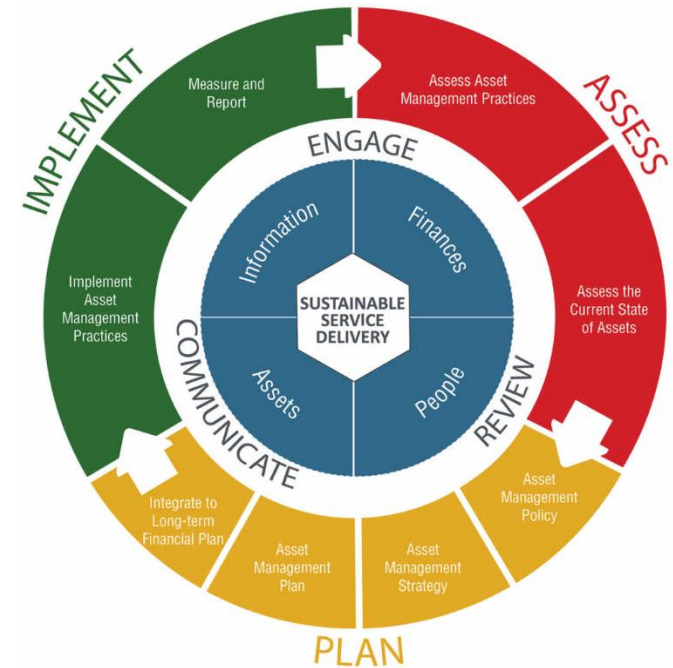 IMPLEMENT
Measure and
Report
Assess Asset
Management Practices
ASSESS
ENGAGE
Information
Finances
Implement
Asset
Management
Practices
SUSTAINABLE
SERVICE
DELIVERY
Assess the
Current State
of Assets
COMMUNICATE
Assets
People
REVIEW
Integrate to
Long-term
Financial Plan
Asset
Management
Plan
Asset
Management
Strategy
Asset
Management
Policy
PLAN